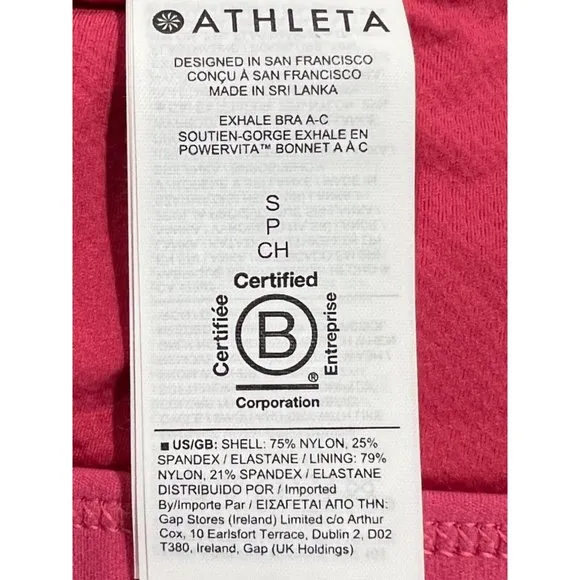 ATHLETA
DESIGNED IN SAN FRANCISCO
CONÇU À SAN FRANCISCO
MADE IN SRI LANKA
EXHALE BRA A-C
SOUTIEN-GORGE EXHALE EN
POWERVITA™ BONNET A À C
S
P
CH
Certified
Certifiée
B
Entreprise
®
Corporation
■ US/GB: SHELL: 75% NYLON, 25%
SPANDEX / ELASTANE / LINING: 79%
NYLON, 21% SPANDEX / ELASTANE
DISTRIBUIDO POR / Imported
By/Importe Par / ΕΙΣΑΓΕΤΑΙ ΑΠΟ ΤΗΝ:
Gap Stores (Ireland) Limited c/o Arthur
Cox, 10 Earlsfort Terrace, Dublin 2, D02
T380, Ireland, Gap (UK Holdings)